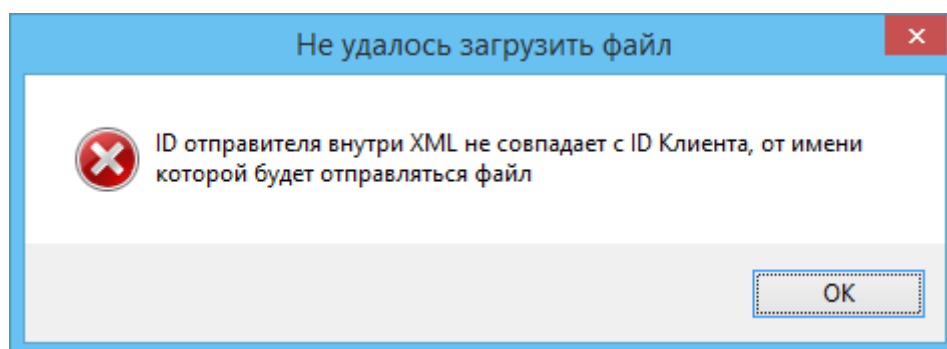 Не удалось загрузить файл
ID отправителя внутри XML не совпадает с ID Клиента, от имени
которой будет отправляться файл
OK